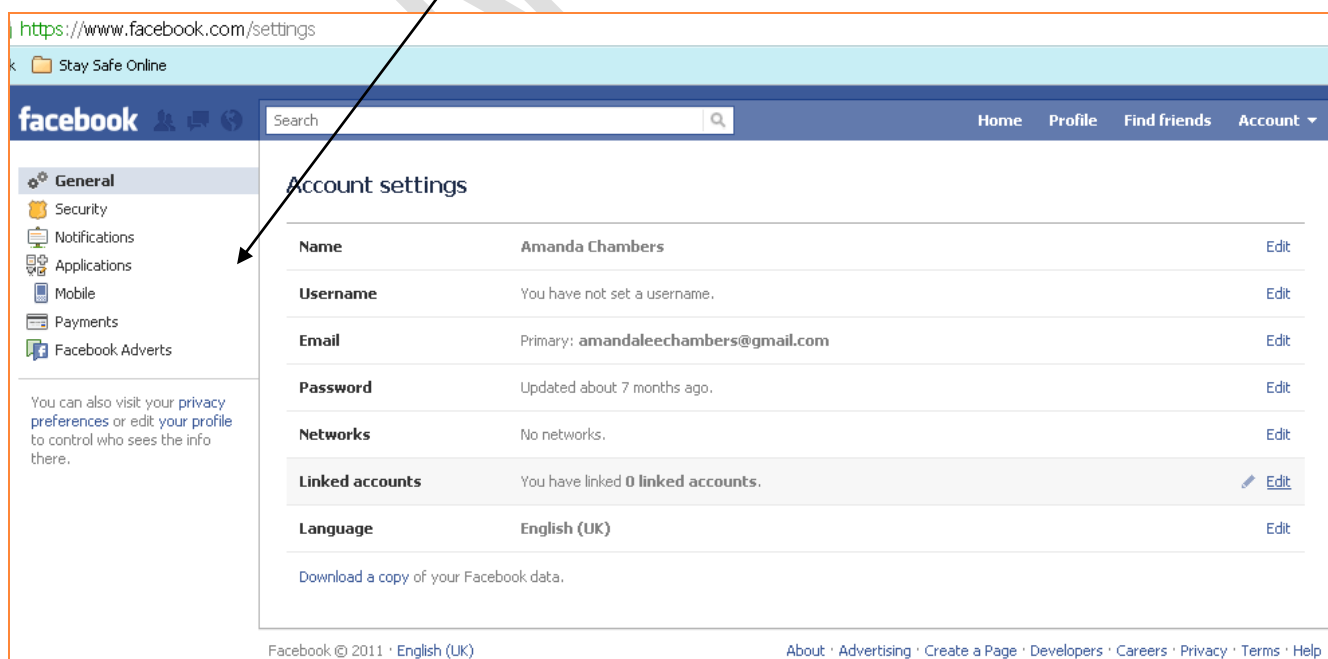 https://www.facebook.com/settings
k Stay Safe Online
facebook Search Home Profile Find friends Account
General
Security
Notifications
Applications
Mobile
Payments
Facebook Adverts
You can also visit your privacy
preferences or edit your profile
to control who sees the info
there.
Account settings
Name Amanda Chambers Edit
Username You have not set a username. Edit
Email Primary: amandaleechambers@gmail.com Edit
Password Updated about 7 months ago. Edit
Networks No networks. Edit
Linked accounts You have linked 0 linked accounts. Edit
Language English (UK) Edit
Download a copy of your Facebook data.
Facebook © 2011 · English (UK) About · Advertising · Create a Page · Developers · Careers · Privacy · Terms · Help